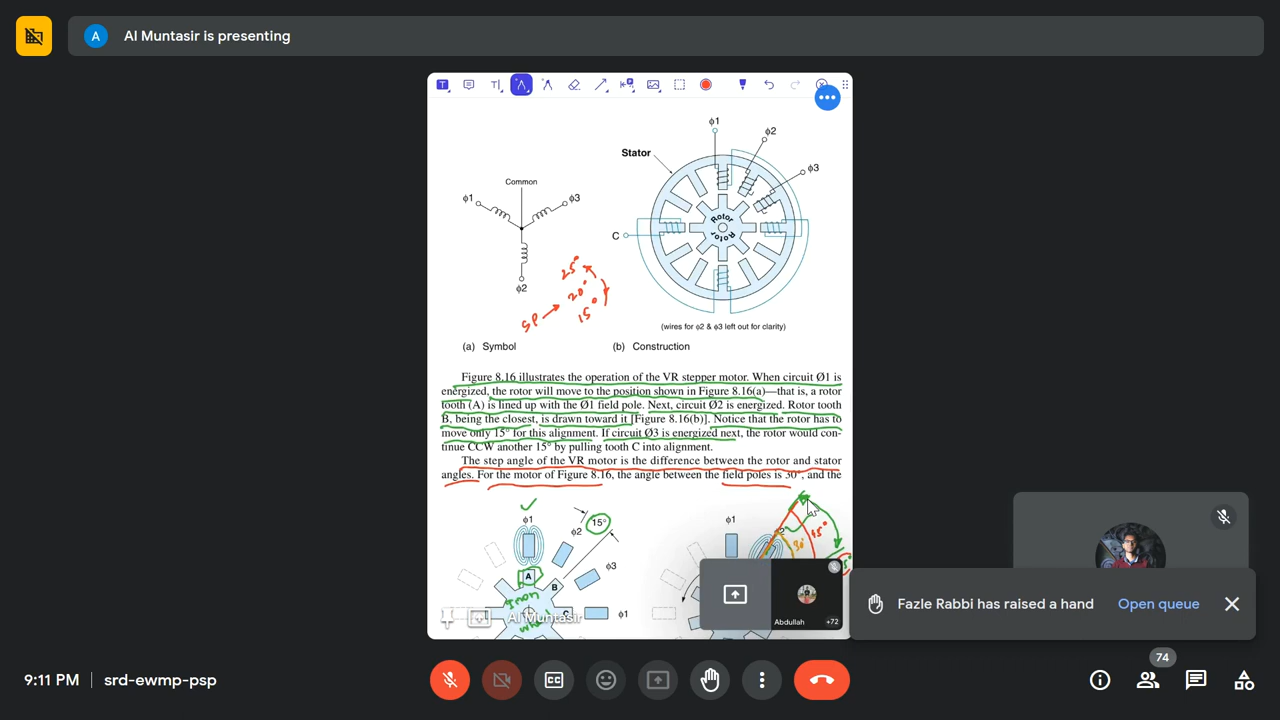 A
Al Muntasir is presenting
T
T|
ϕ1
ϕ2
Stator
ϕ3
Common
ϕ1
ϕ3
Rotor
Rotor
C
ϕ2
25°
20°
15°
SP
(wires for ϕ2 & ϕ3 left out for clarity)
(a) Symbol
(b) Construction
Figure 8.16 illustrates the operation of the VR stepper motor. When circuit Ø1 is
energized, the rotor will move to the position shown in Figure 8.16(a)—that is, a rotor
tooth (A) is lined up with the Ø1 field pole. Next, circuit Ø2 is energized. Rotor tooth
B, being the closest, is drawn toward it [Figure 8.16(b)]. Notice that the rotor has to
move only 15° for this alignment. If circuit Ø3 is energized next, the rotor would con-
tinue CCW another 15° by pulling tooth C into alignment.
The step angle of the VR motor is the difference between the rotor and stator
angles. For the motor of Figure 8.16, the angle between the field poles is 30°, and the
ϕ1
15°
ϕ2
ϕ3
A
B
C
ϕ1
Iron
ϕ1
30°
45°
Al Muntasir
Abdullah
+72
Fazle Rabbi has raised a hand
Open queue
9:11 PM
srd-ewmp-psp
74